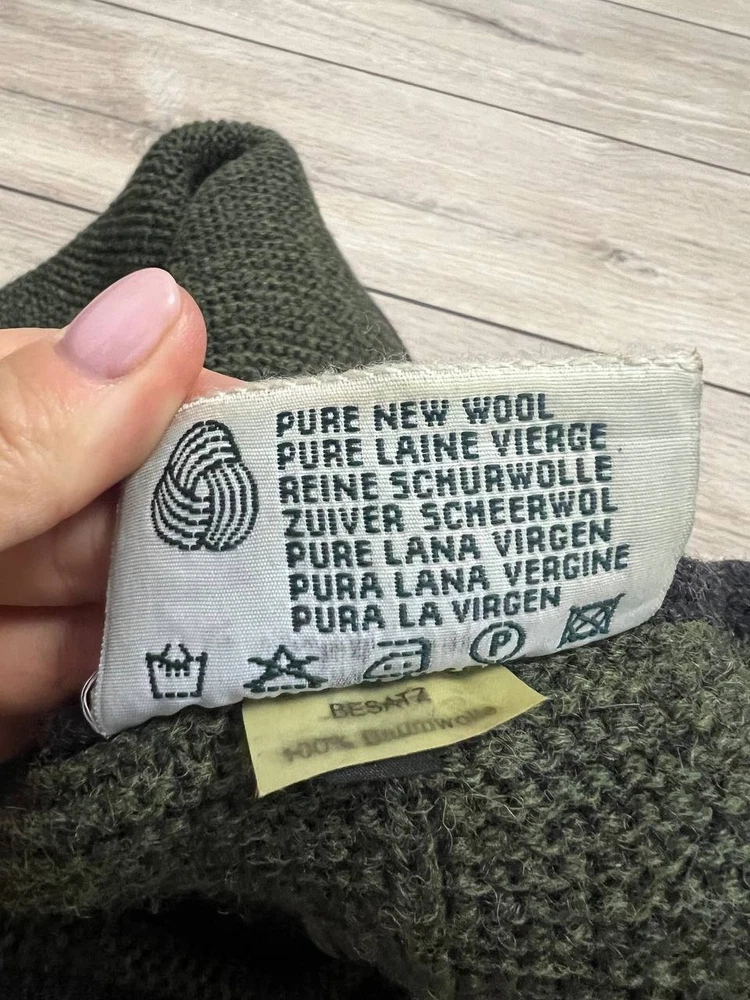 PURE NEW WOOL
PURE LAINE VIERGE
REINE SCHURWOLLE
ZUIVER SCHEERWOL
PURE LANA VIRGEN
PURA LANA VERGINE
PURA LA VIRGEN
P
BESATZ
100% Baumwolle